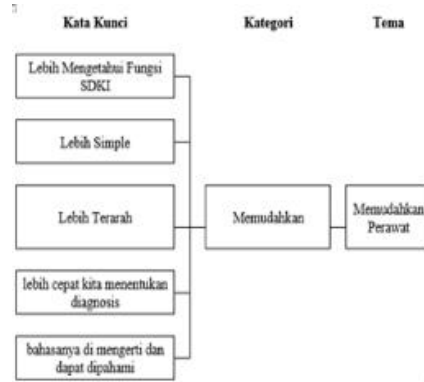 Kata Kunci Kategori Tema
Lebih Mengetahui Fungsi
SDKI
Lebih Simple
Lebih Terarah
Memudahkan
Memudahkan
Perawat
lebih cepat kita menentukan
diagnosis
bahasanya di mengerti dan
dapat dipahami